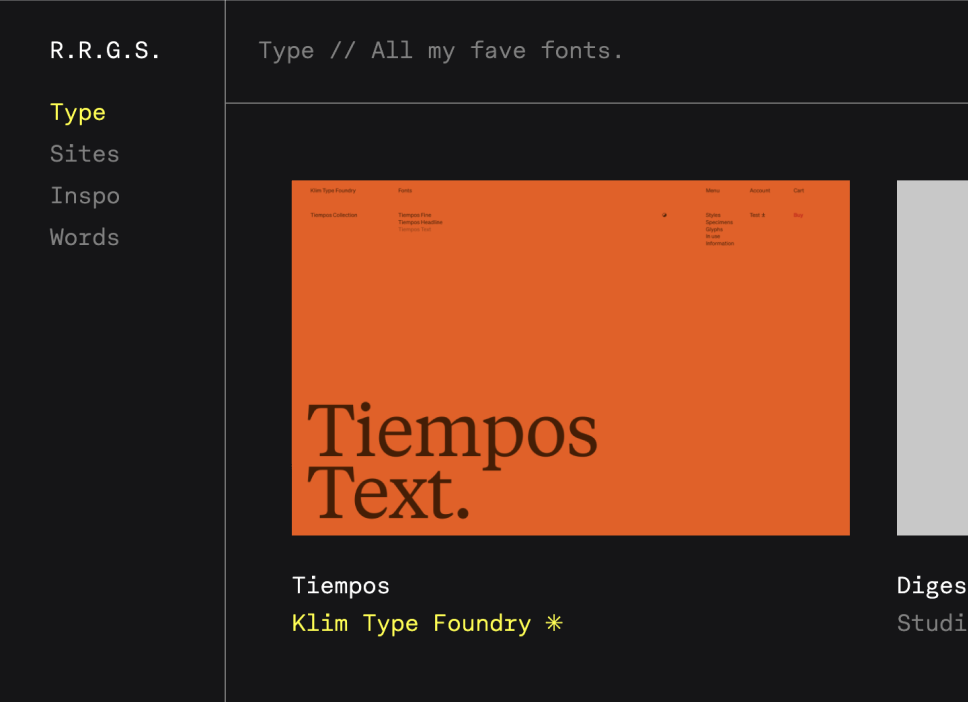 R.R.G.S.
Type
Sites
Inspo
Words
Type // All my fave fonts.
Klim Type Foundry
Fonts
Menu
Account
Cart
Tiempos Collection
Tiempos Fine
Tiempos Headline
Tiempos Text
Styles
Specimens
Glyphs
In use
Information
Buy
Tiempos
Text.
Tiempos
Klim Type Foundry ✳
Diges
Studi